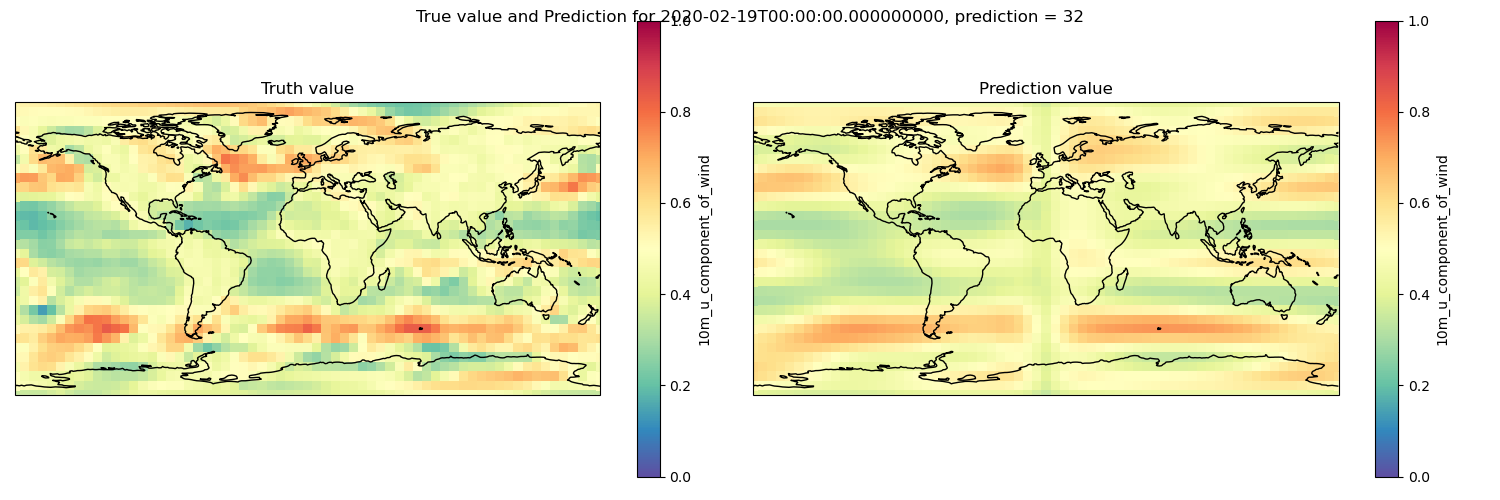 True value and Prediction for 2020-02-19T00:00:00.000000000, prediction = 32
Truth value
1.0
0.8
0.6
0.4
0.2
0.0
10m_u_component_of_wind
Prediction value
1.0
0.8
0.6
0.4
0.2
0.0
10m_u_component_of_wind